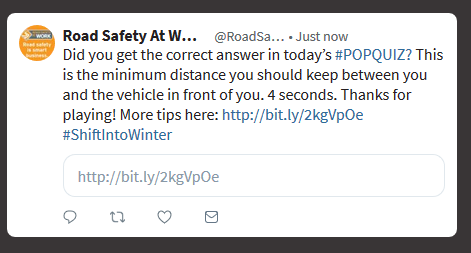 Road Safety At W... @RoadSa... • Just now
Did you get the correct answer in today's #POPQUIZ? This
is the minimum distance you should keep between you
and the vehicle in front of you. 4 seconds. Thanks for
playing! More tips here: http://bit.ly/2kgVpOe
#ShiftIntoWinter
http://bit.ly/2kgVpOe
WORK
Road safety
is smart
business